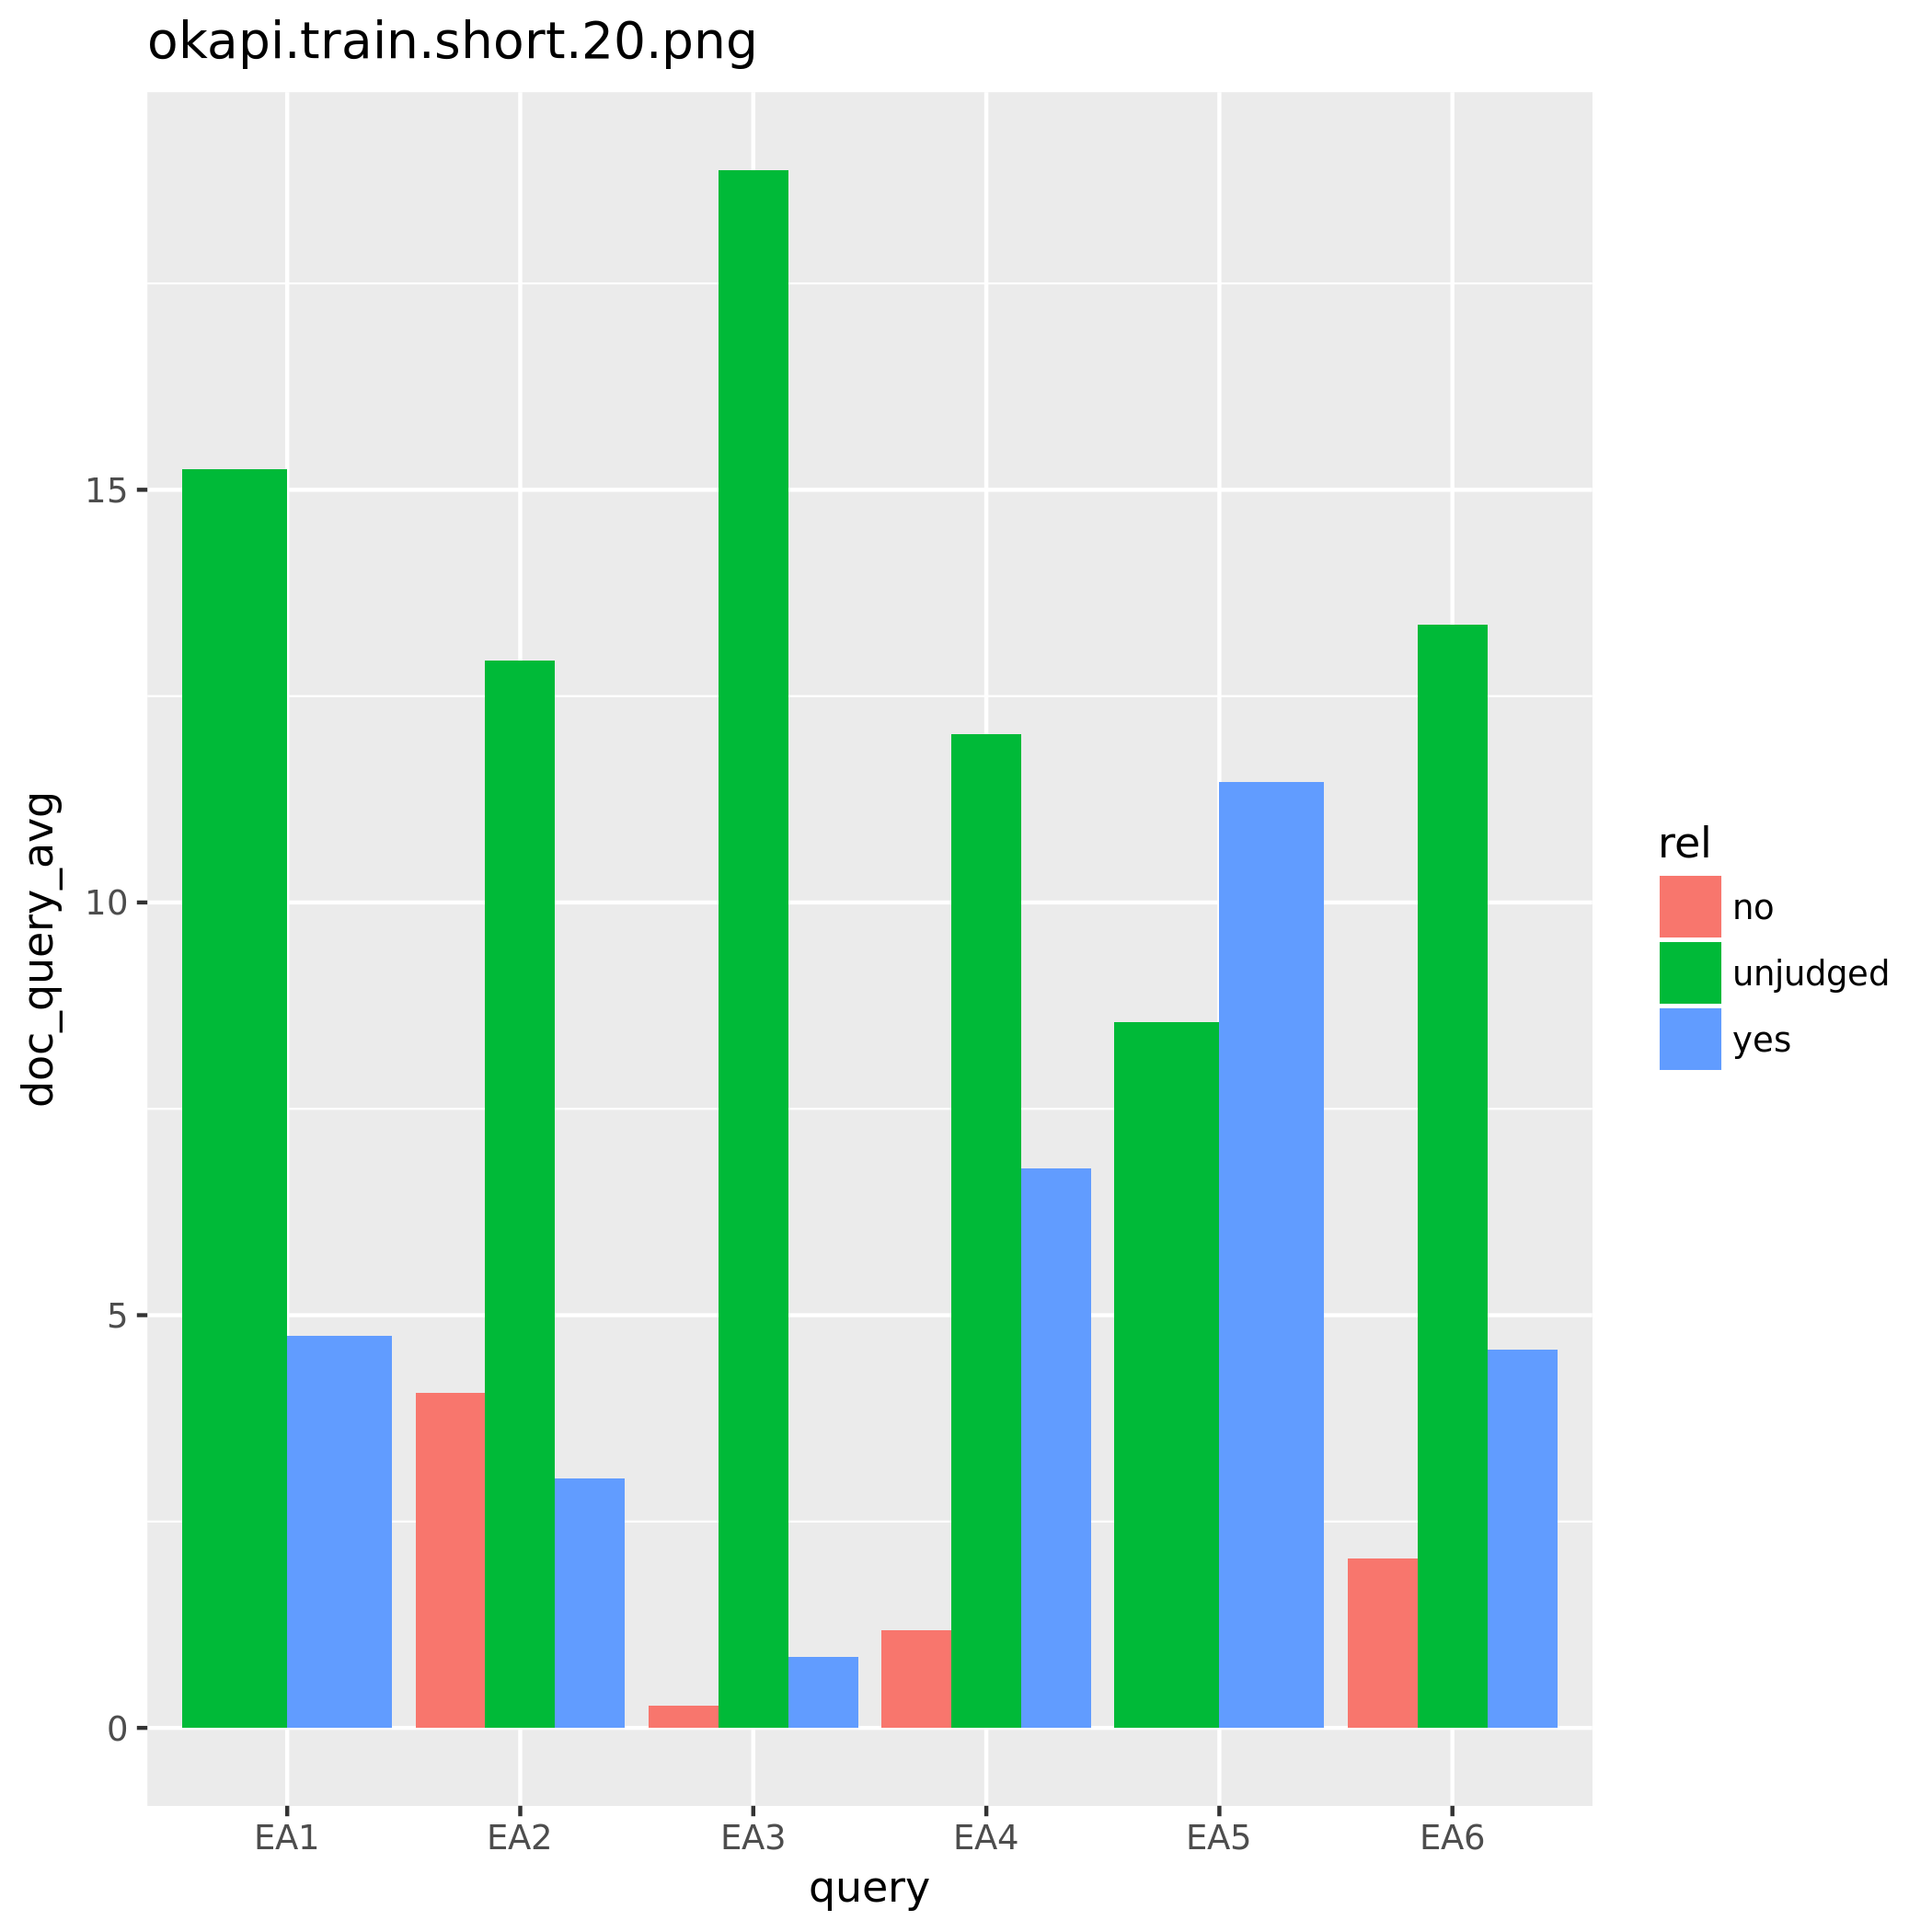 okapi.train.short.20.png
doc_query_avg
15
10
5
0
EA1 EA2 EA3 EA4 EA5 EA6
query
rel
no
unjudged
yes